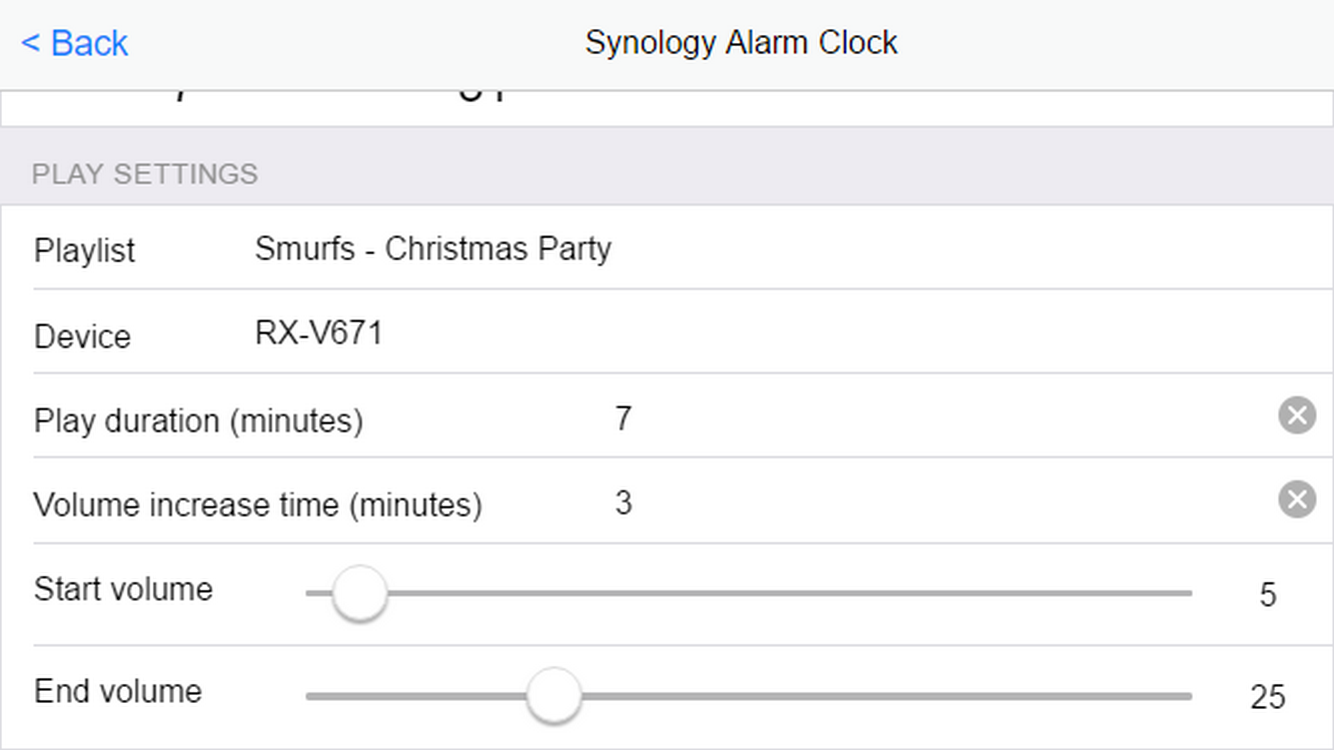 < Back
Synology Alarm Clock
PLAY SETTINGS
Playlist Smurfs - Christmas Party
Device RX-V671
Play duration (minutes) 7
Volume increase time (minutes) 3
Start volume 5
End volume 25